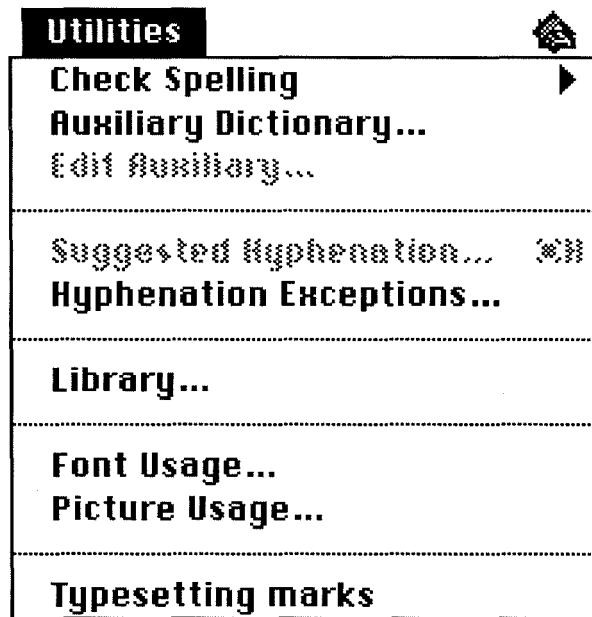 Utilities
Check Spelling
Auxiliary Dictionary...
Edit Auxiliary...
Suggested Hyphenation... ⌘H
Hyphenation Exceptions...
Library...
Font Usage...
Picture Usage...
Typesetting marks